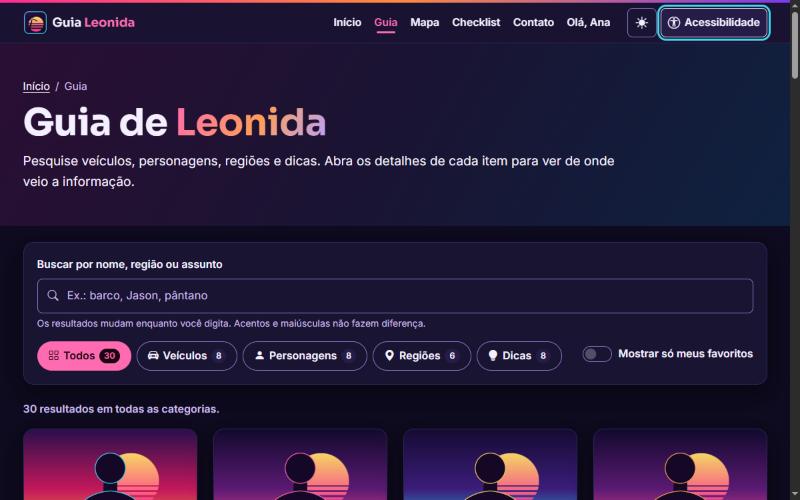 Guia Leonida
Início Guia Mapa Checklist Contato Olá, Ana Acessibilidade
Início / Guia
Guia de Leonida
Pesquise veículos, personagens, regiões e dicas. Abra os detalhes de cada item para ver de onde
veio a informação.
Buscar por nome, região ou assunto
Ex.: barco, Jason, pântano
Os resultados mudam enquanto você digita. Acentos e maiúsculas não fazem diferença.
Todos 30 Veículos 8 Personagens 8 Regiões 6 Dicas 8 Mostrar só meus favoritos
30 resultados em todas as categorias.